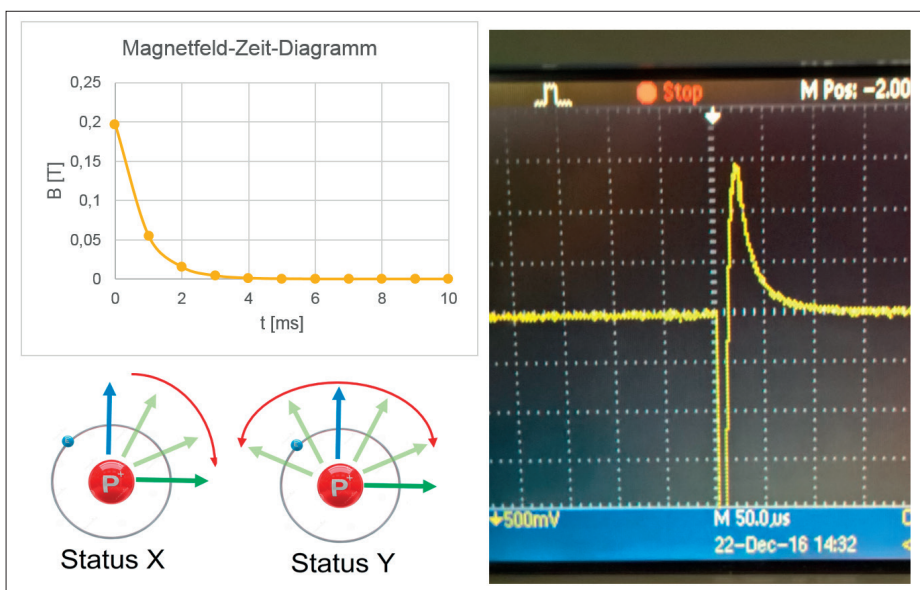 Magnetfeld-Zeit-Diagramm
0,25
0,2
0,15
0,1
0,05
0
B [T]
0 2 4 6 8 10
t [ms]
P+
Status X
P+
Status Y
Stop M Pos: -2.00
500mV M 50.0µs
22-Dec-16 14:32